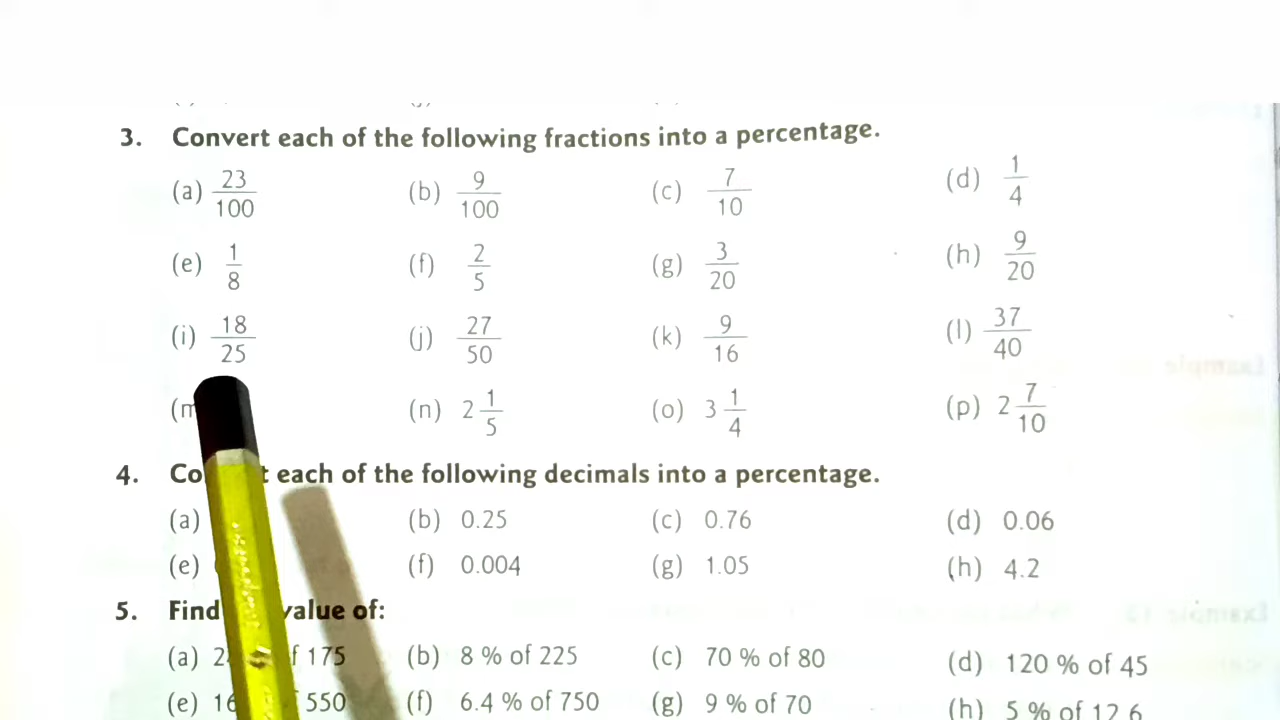 3. Convert each of the following fractions into a percentage.
(a) 23/100 (b) 9/100 (c) 7/10 (d) 1/4
(e) 1/8 (f) 2/5 (g) 3/20 (h) 9/20
(i) 18/25 (j) 27/50 (k) 9/16 (l) 37/40
(n) 2 1/5 (o) 3 1/4 (p) 2 7/10
4. each of the following decimals into a percentage.
(a) (b) 0.25 (c) 0.76 (d) 0.06
(e) (f) 0.004 (g) 1.05 (h) 4.2
5. Find value of:
(a) 175 (b) 8 % of 225 (c) 70 % of 80 (d) 120 % of 45
(e) 550 (f) 6.4 % of 750 (g) 9 % of 70 (h) 5 % of 12.6